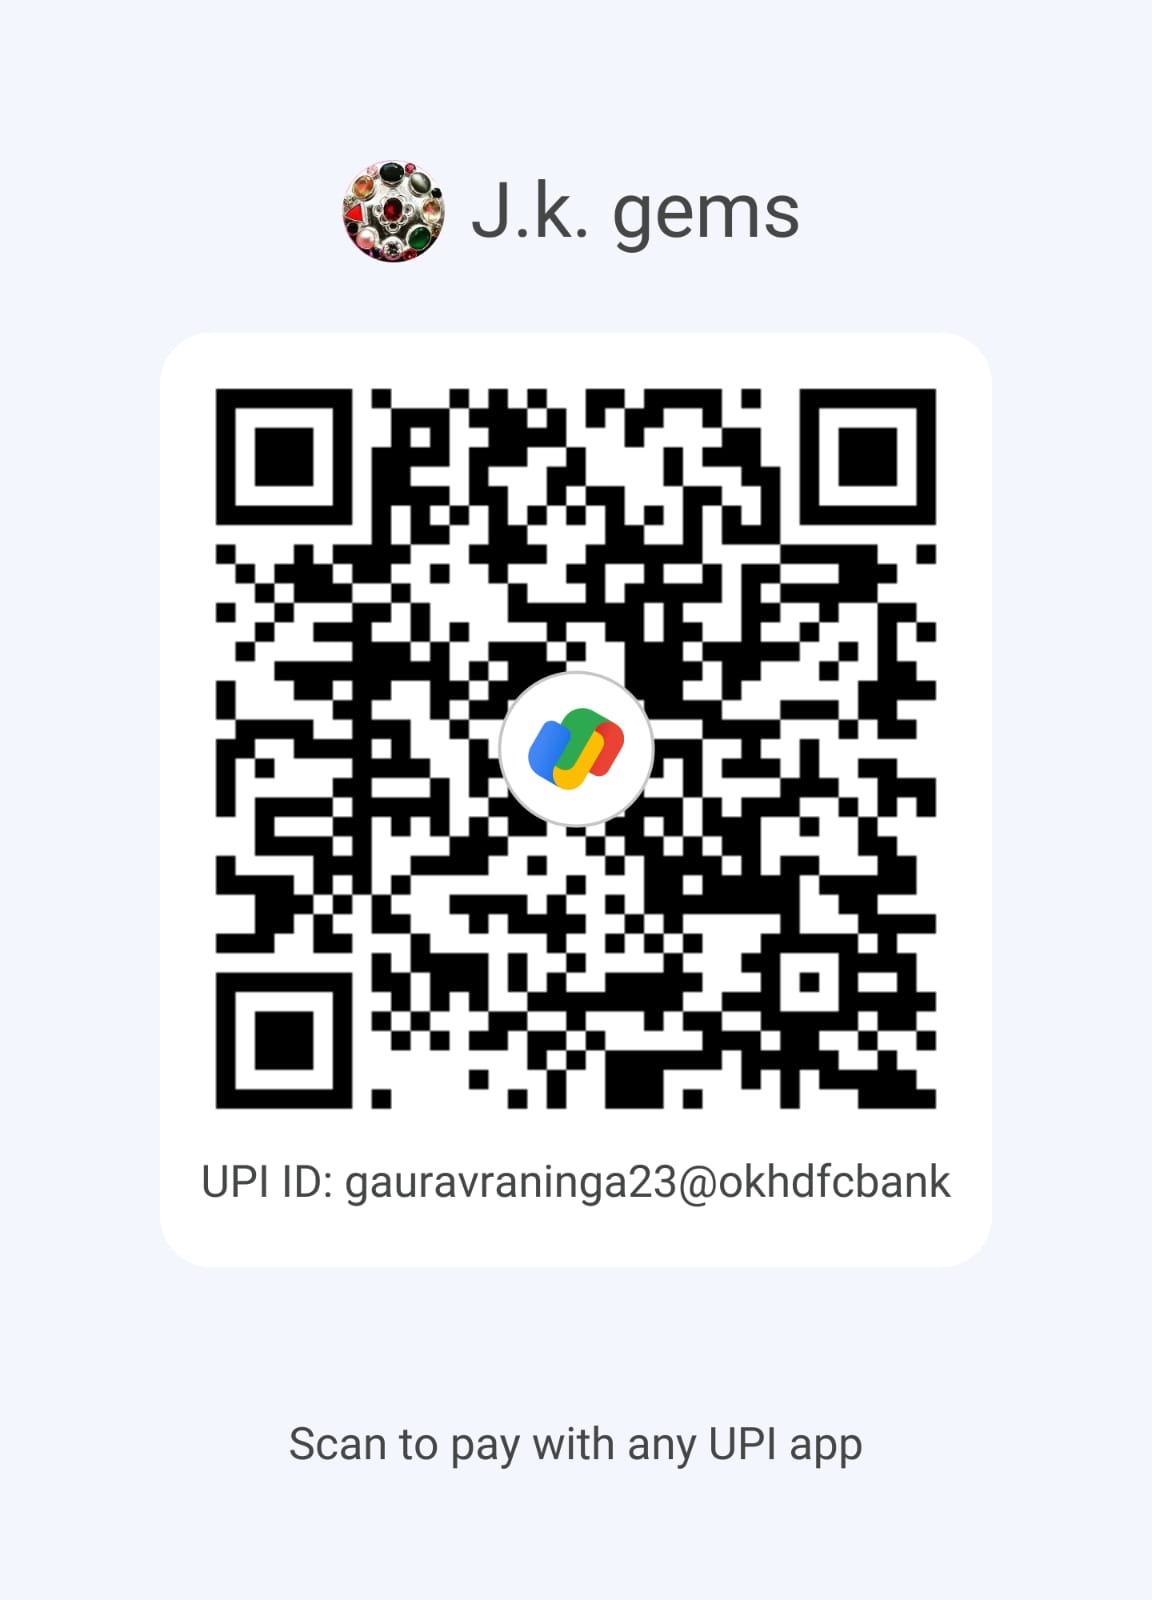 J.k. gems
UPI ID: gauravraninga23@okhdfcbank
Scan to pay with any UPI app